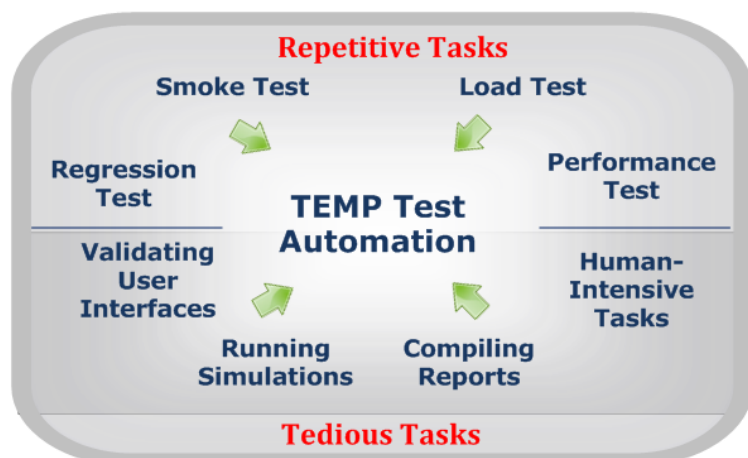 Repetitive Tasks
Smoke Test
Load Test
Regression
Test
Performance
Test
TEMP Test
Automation
Validating
User
Interfaces
Human-
Intensive
Tasks
Running
Simulations
Compiling
Reports
Tedious Tasks